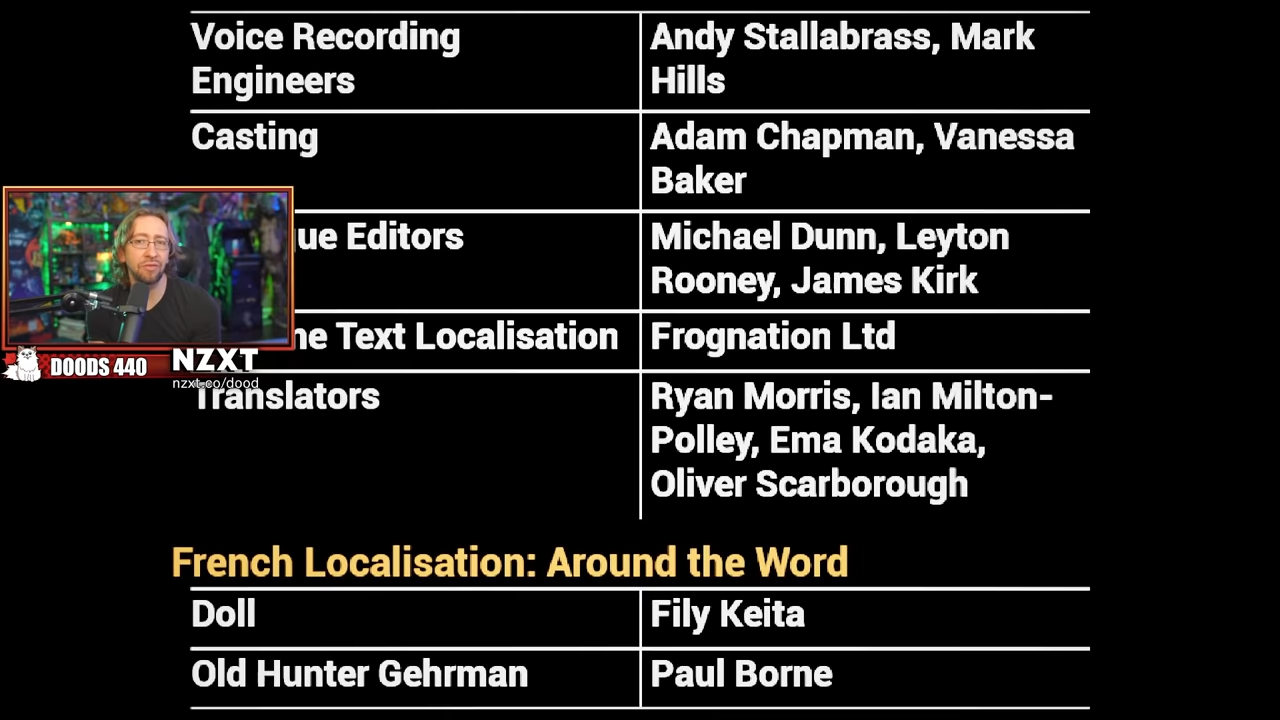 Voice Recording
Engineers
Andy Stallabrass, Mark
Hills
Casting
Adam Chapman, Vanessa
Baker
ue Editors
Michael Dunn, Leyton
Rooney, James Kirk
ne Text Localisation
Frognation Ltd
DOODS 440
NZXT
nzxt.co/dood
Translators
Ryan Morris, Ian Milton-
Polley, Ema Kodaka,
Oliver Scarborough
French Localisation: Around the Word
Doll
Fily Keita
Old Hunter Gehrman
Paul Borne